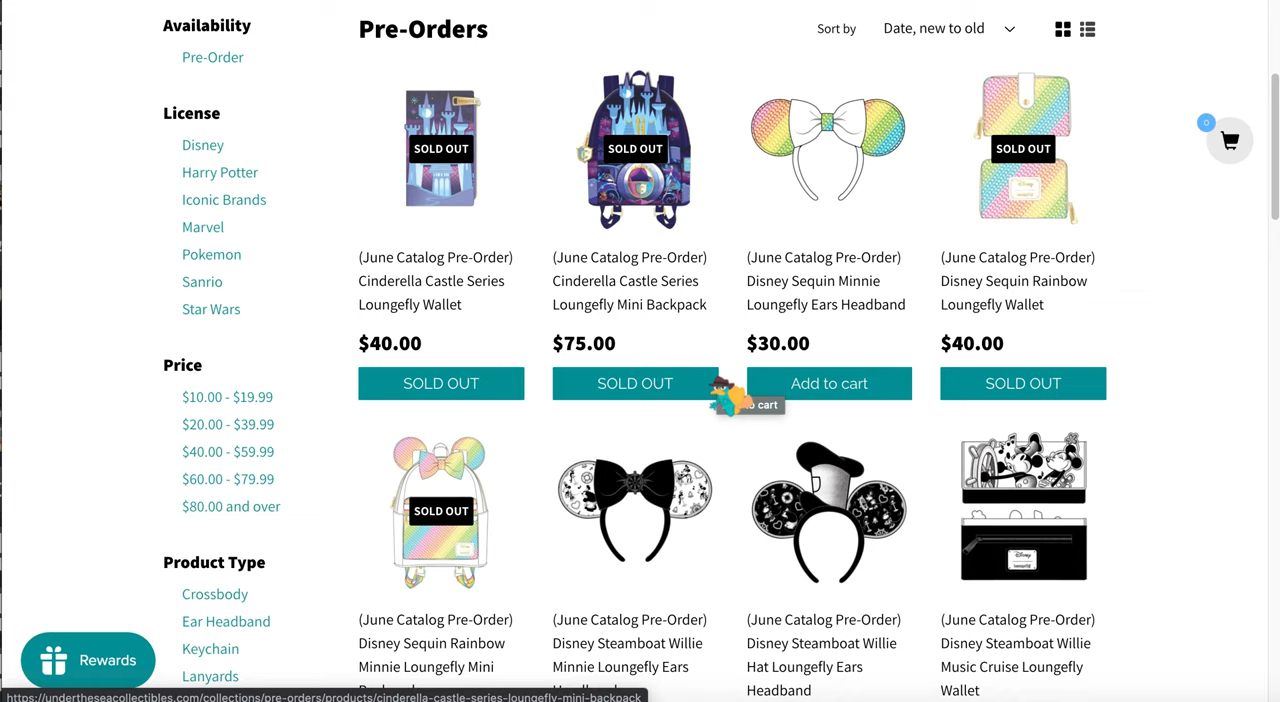 Availability
Pre-Order
License
Disney
Harry Potter
Iconic Brands
Marvel
Pokemon
Sanrio
Star Wars
Price
$10.00 - $19.99
$20.00 - $39.99
$40.00 - $59.99
$60.00 - $79.99
$80.00 and over
Product Type
Crossbody
Ear Headband
Keychain
Lanyards
Rewards
Pre-Orders
Sort by
Date, new to old
0
SOLD OUT
(June Catalog Pre-Order)
Cinderella Castle Series
Loungefly Wallet
$40.00
SOLD OUT
SOLD OUT
(June Catalog Pre-Order)
Cinderella Castle Series
Loungefly Mini Backpack
$75.00
SOLD OUT
(June Catalog Pre-Order)
Disney Sequin Minnie
Loungefly Ears Headband
$30.00
Add to cart
cart
SOLD OUT
Disney
(June Catalog Pre-Order)
Disney Sequin Rainbow
Loungefly Wallet
$40.00
SOLD OUT
SOLD OUT
(June Catalog Pre-Order)
Disney Sequin Rainbow
Minnie Loungefly Mini
(June Catalog Pre-Order)
Disney Steamboat Willie
Minnie Loungefly Ears
(June Catalog Pre-Order)
Disney Steamboat Willie
Hat Loungefly Ears
Headband
Disney
(June Catalog Pre-Order)
Disney Steamboat Willie
Music Cruise Loungefly
Wallet
https://undertheseacollectibles.com/collections/pre-orders/products/cinderella-castle-series-loungefly-mini-backpack